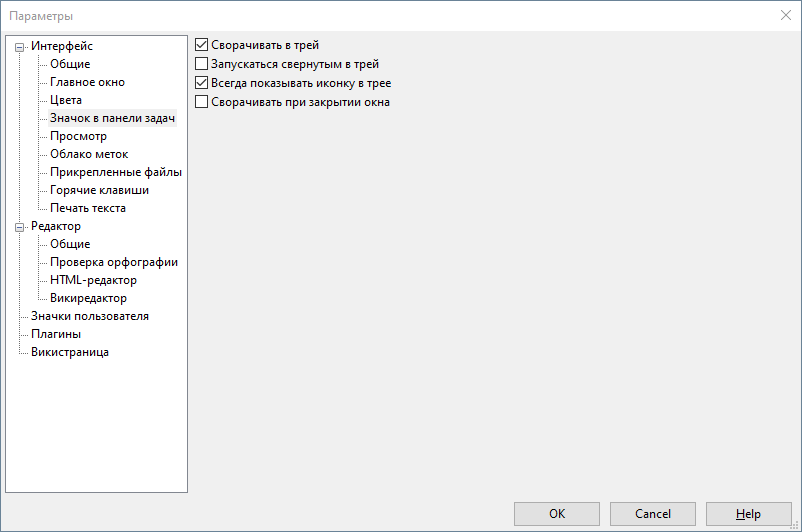 Параметры
Интерфейс
Общие
Главное окно
Цвета
Значок в панели задач
Просмотр
Облако меток
Прикрепленные файлы
Горячие клавиши
Печать текста
Редактор
Общие
Проверка орфографии
HTML-редактор
Викиредактор
Значки пользователя
Плагины
Викистраница
Сворачивать в трей
Запускаться свернутым в трей
Всегда показывать иконку в трее
Сворачивать при закрытии окна
OK
Cancel
Help